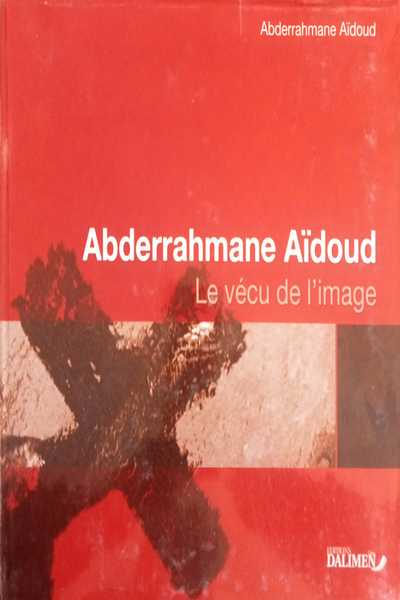 Abderrahmane Aïdoud
Abderrahmane Aïdoud
Le vécu de l'image
EDITIONS
DALIMEN